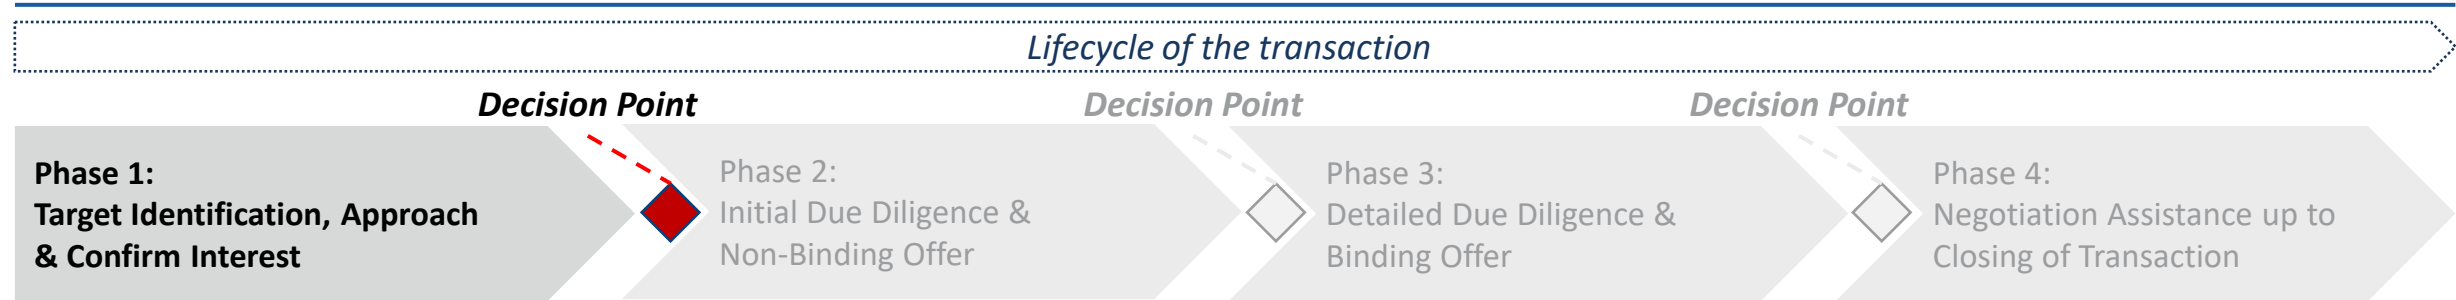 Lifecycle of the transaction
Decision Point
Decision Point
Decision Point
Phase 1:
Target Identification, Approach
& Confirm Interest
Phase 2:
Initial Due Diligence &
Non-Binding Offer
Phase 3:
Detailed Due Diligence &
Binding Offer
Phase 4:
Negotiation Assistance up to
Closing of Transaction